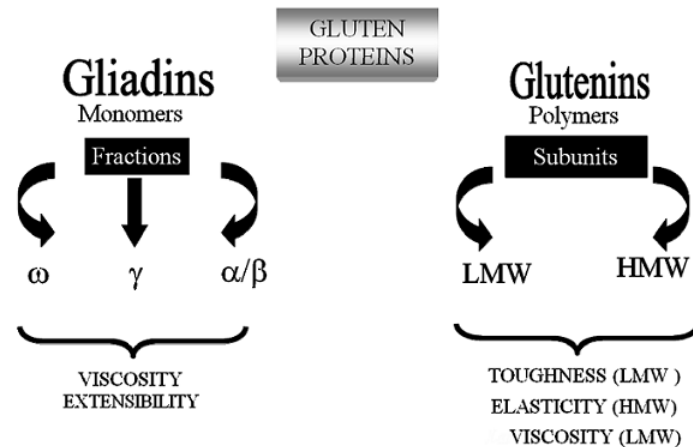 GLUTEN
PROTEINS
Gliadins
Monomers
Fractions
ω
γ
α/β
VISCOSITY
EXTENSIBILITY
Glutenins
Polymers
Subunits
LMW
HMW
TOUGHNESS (LMW )
ELASTICITY (HMW)
VISCOSITY (LMW)